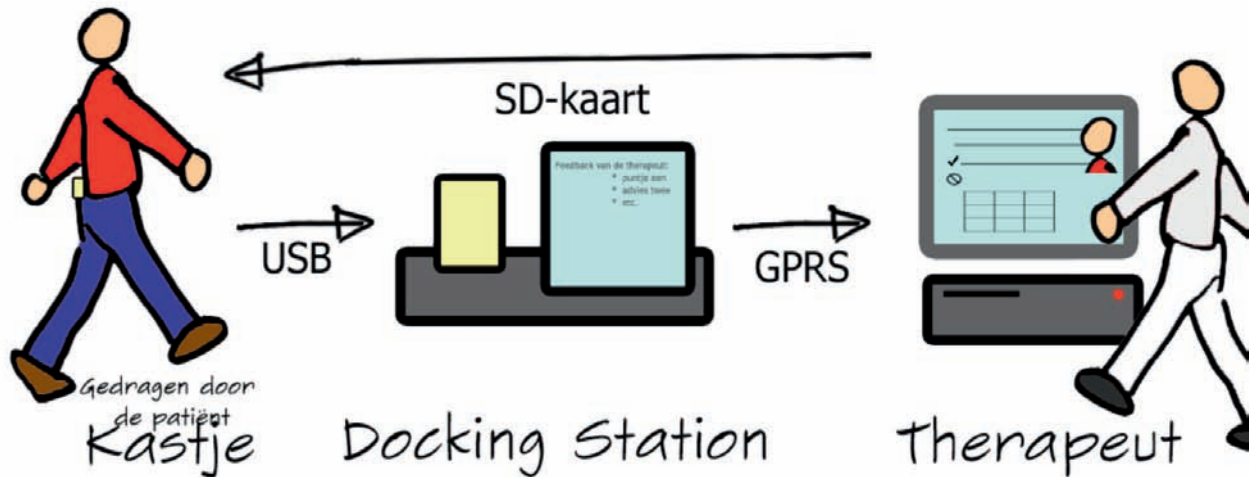 SD-kaart
USB
Feedback van de therapeut:
* puntje een
* advies twee
* etc.
GPRS
Gedragen door
de patiënt
Kastje
Docking Station
Therapeut